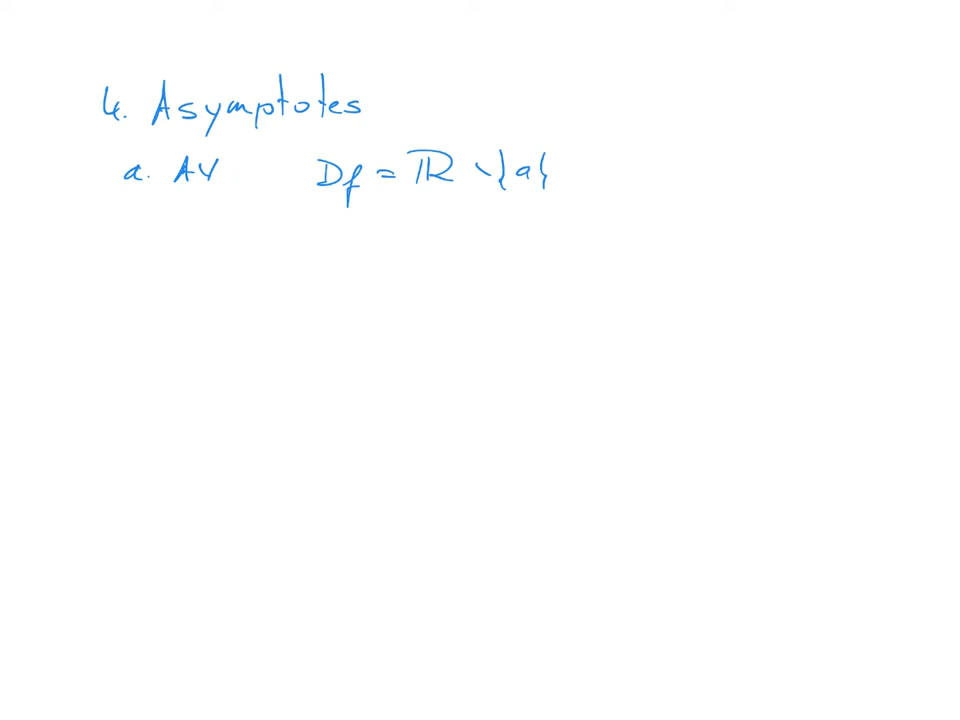 4. Asymptotes
a. AV Df = ℝ \ {a}